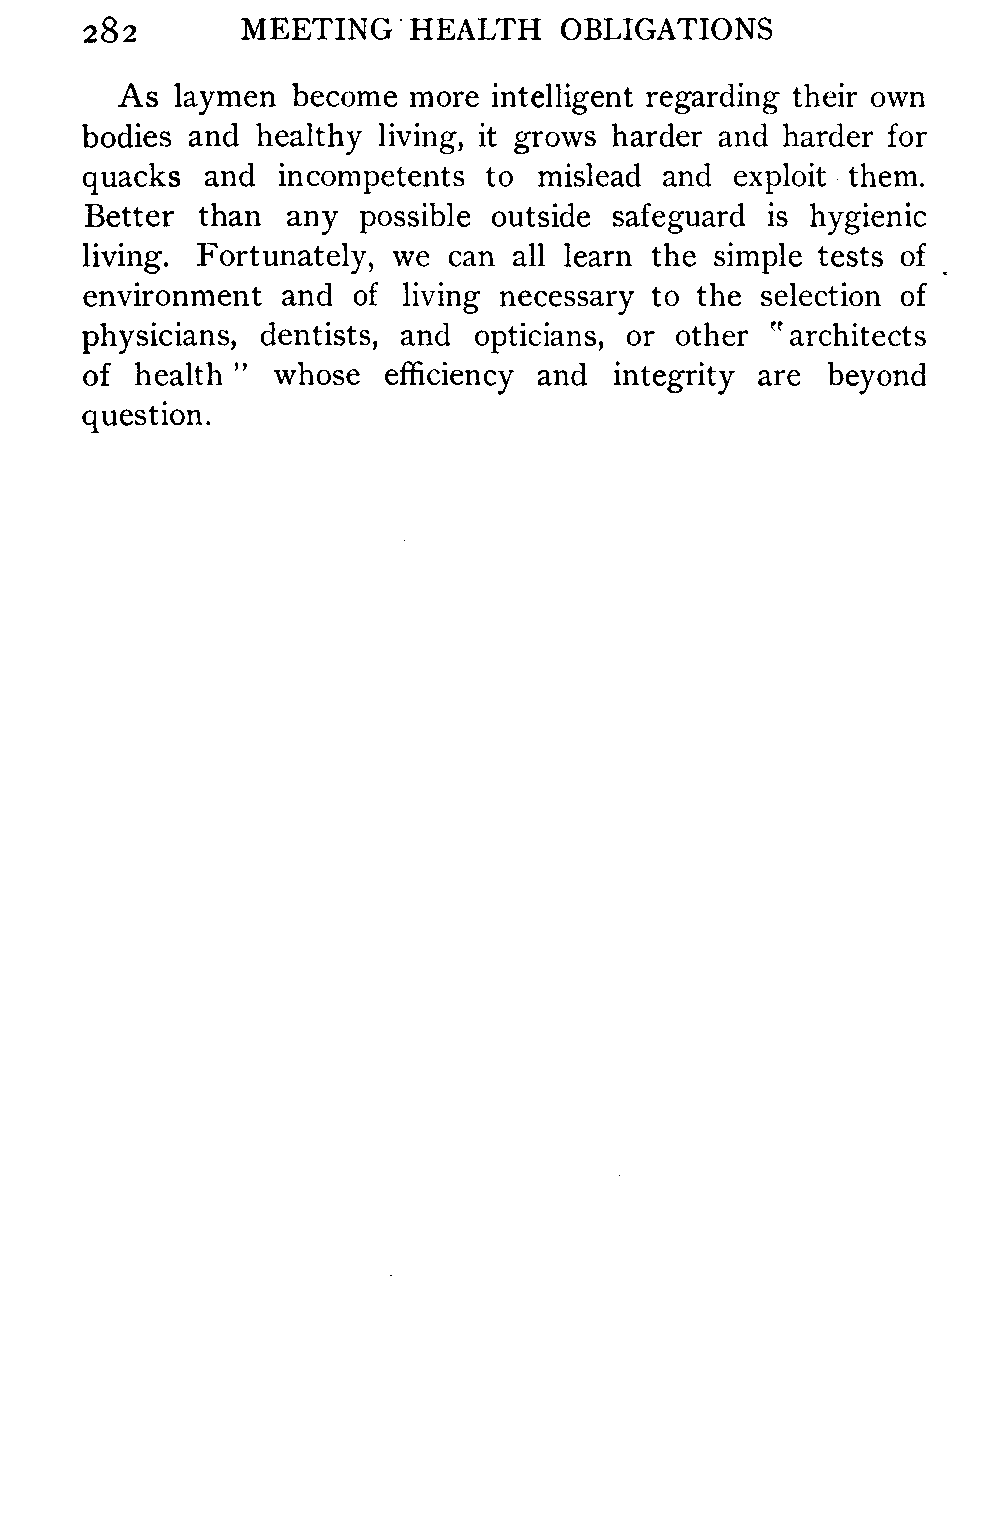 282 MEETING HEALTH OBLIGATIONS
As laymen become more intelligent regarding their own
bodies and healthy living, it grows harder and harder for
quacks and incompetents to mislead and exploit them.
Better than any possible outside safeguard is hygienic
living. Fortunately, we can all learn the simple tests of
environment and of living necessary to the selection of
physicians, dentists, and opticians, or other "architects
of health" whose efficiency and integrity are beyond
question.